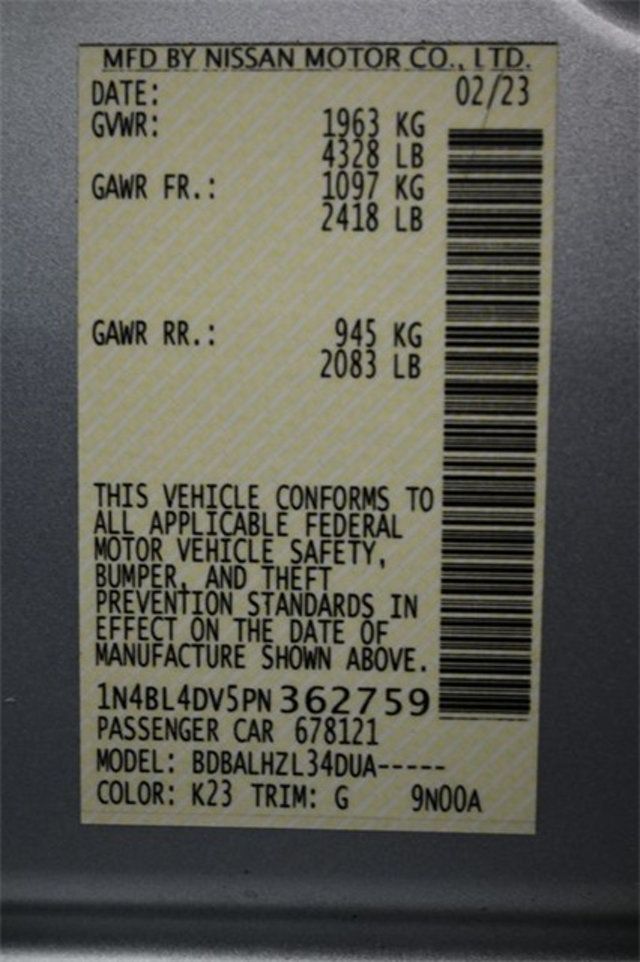 MFD BY NISSAN MOTOR CO., LTD.
DATE: 02/23
GVWR: 1963 KG
4328 LB
GAWR FR.: 1097 KG
2418 LB
GAWR RR.: 945 KG
2083 LB
THIS VEHICLE CONFORMS TO
ALL APPLICABLE FEDERAL
MOTOR VEHICLE SAFETY,
BUMPER, AND THEFT
PREVENTION STANDARDS IN
EFFECT ON THE DATE OF
MANUFACTURE SHOWN ABOVE.
1N4BL4DV5PN362759
PASSENGER CAR 678121
MODEL: BDBALHZL34DUA-----
COLOR: K23 TRIM: G 9N00A